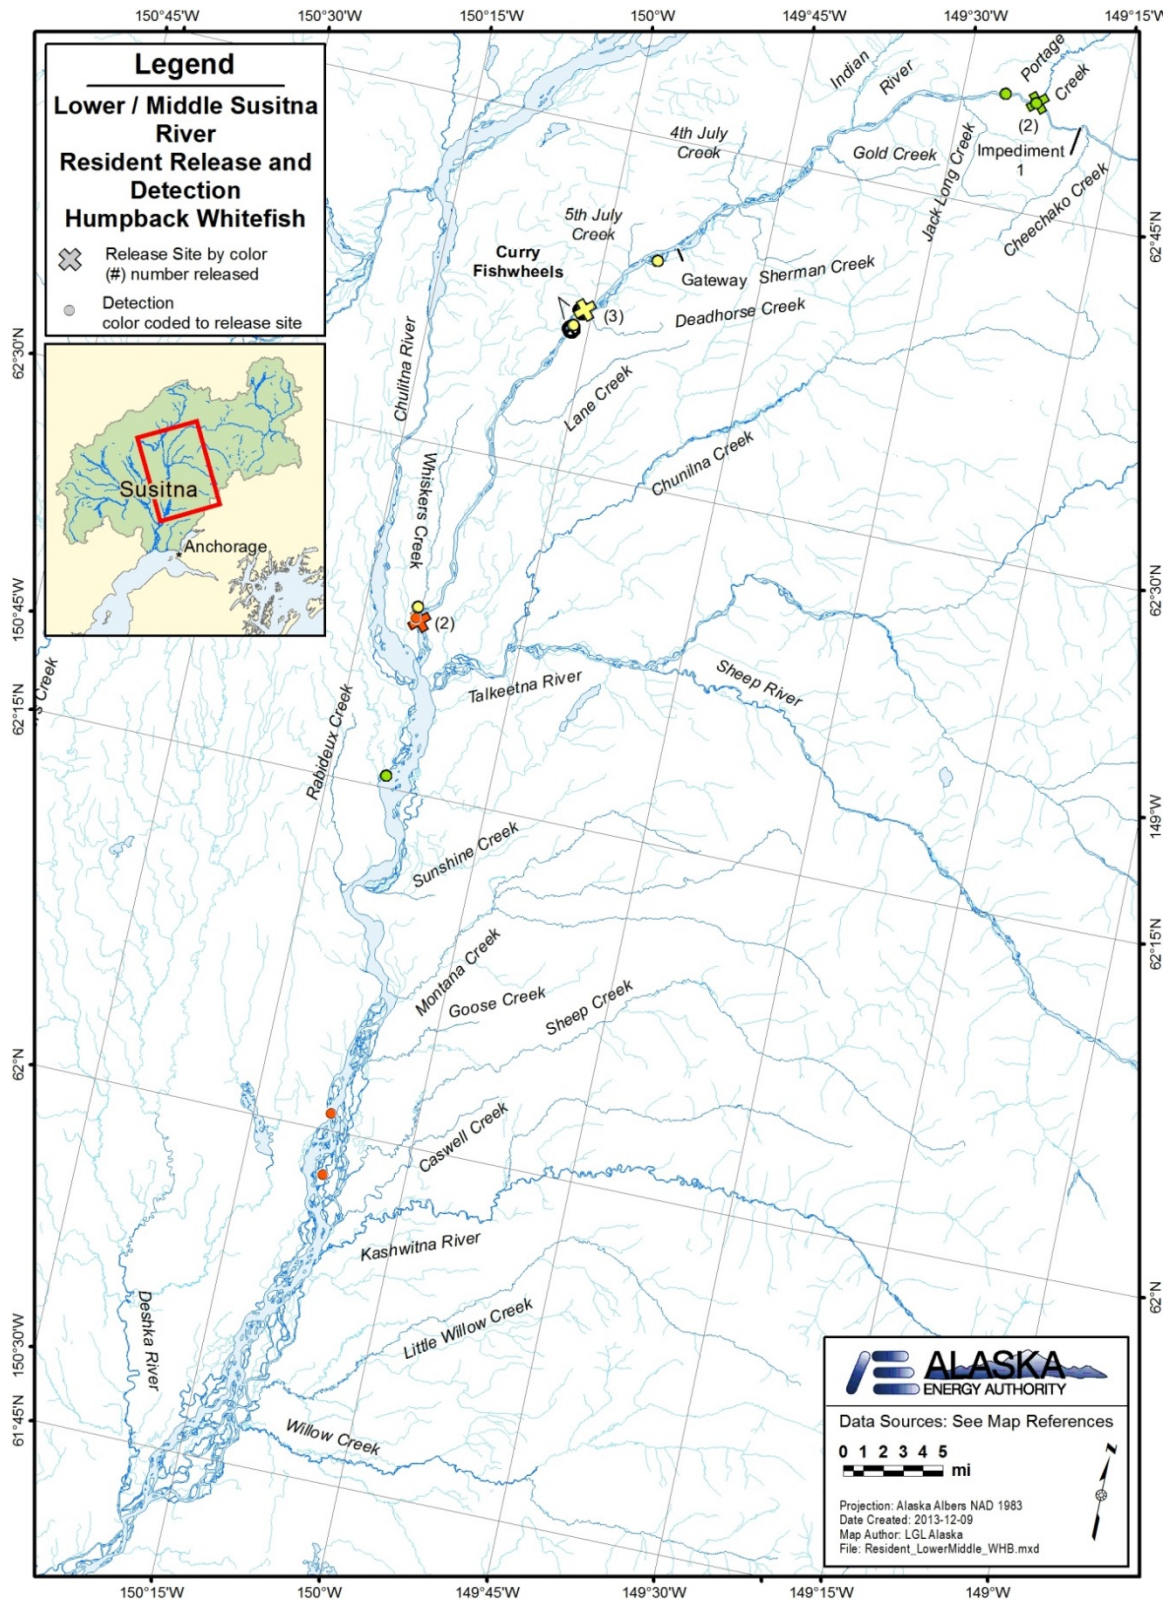 150°45'W
150°30'W
150°15'W
150°W
149°45'W
149°30'W
149°15'W
Legend
Lower / Middle Susitna
River
Resident Release and
Detection
Humpback Whitefish
Release Site by color
(#) number released
Detection
color coded to release site
Indian
River
Portage
Creek
(2)
Impediment
1
4th July
Creek
Gold Creek
Jack Long Creek
Cheechako Creek
5th July
Creek
Curry
Fishwheels
Gateway
Sherman Creek
(3)
Deadhorse Creek
62°45'N
62°30'N
Chulitna River
Lane Creek
Whiskers Creek
Chunilna Creek
Susitna
Anchorage
62°30'N
150°45'W
(2)
Creek
62°15'N
Talkeetna River
Sheep River
Rabideux Creek
149°W
Sunshine Creek
62°15'N
Montana Creek
Goose Creek
Sheep Creek
62°N
Caswell Creek
Kashwitna River
62°N
Deshka River
Little Willow Creek
150°30'W
61°45'N
Willow Creek
ALASKA
ENERGY AUTHORITY
Data Sources: See Map References
0 1 2 3 4 5
mi
N
Projection: Alaska Albers NAD 1983
Date Created: 2013-12-09
Map Author: LGL Alaska
File: Resident_LowerMiddle_WHB.mxd
150°15'W
150°W
149°45'W
149°30'W
149°15'W
149°W